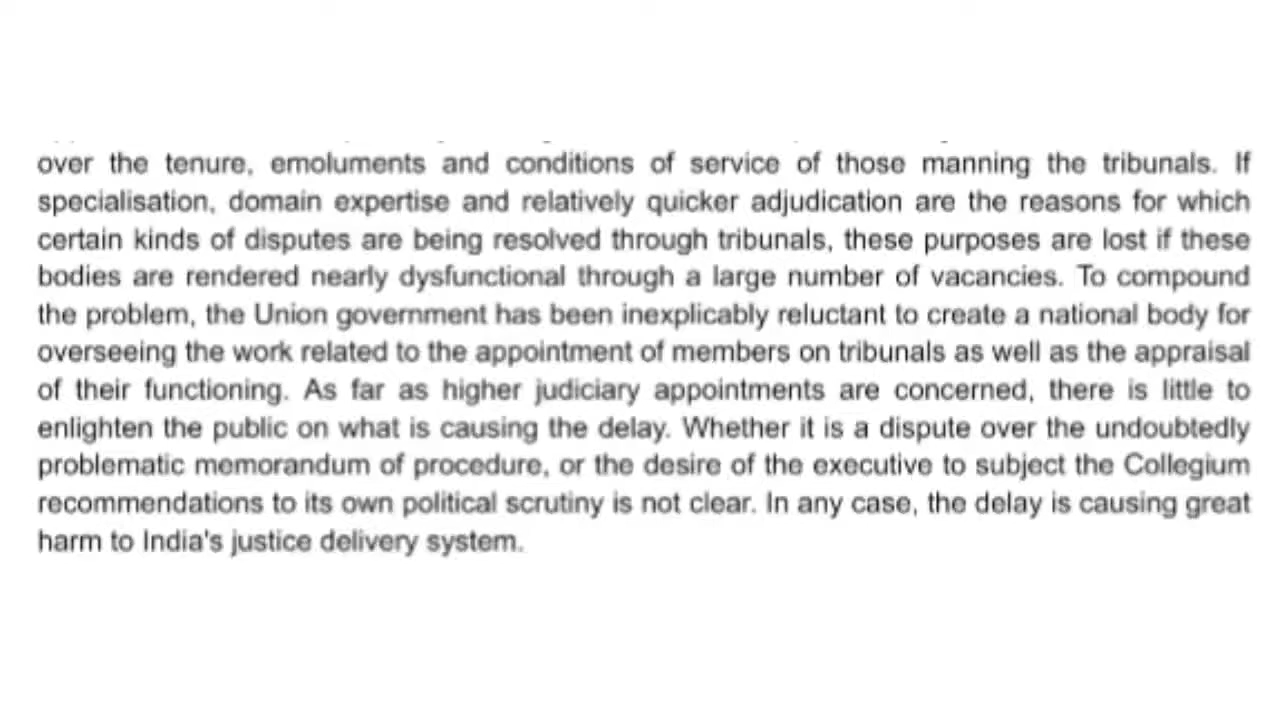 over the tenure, emoluments and conditions of service of those manning the tribunals. If
specialisation, domain expertise and relatively quicker adjudication are the reasons for which
certain kinds of disputes are being resolved through tribunals, these purposes are lost if these
bodies are rendered nearly dysfunctional through a large number of vacancies. To compound
the problem, the Union government has been inexplicably reluctant to create a national body for
overseeing the work related to the appointment of members on tribunals as well as the appraisal
of their functioning. As far as higher judiciary appointments are concerned, there is little to
enlighten the public on what is causing the delay. Whether it is a dispute over the undoubtedly
problematic memorandum of procedure, or the desire of the executive to subject the Collegium
recommendations to its own political scrutiny is not clear. In any case, the delay is causing great
harm to India's justice delivery system.